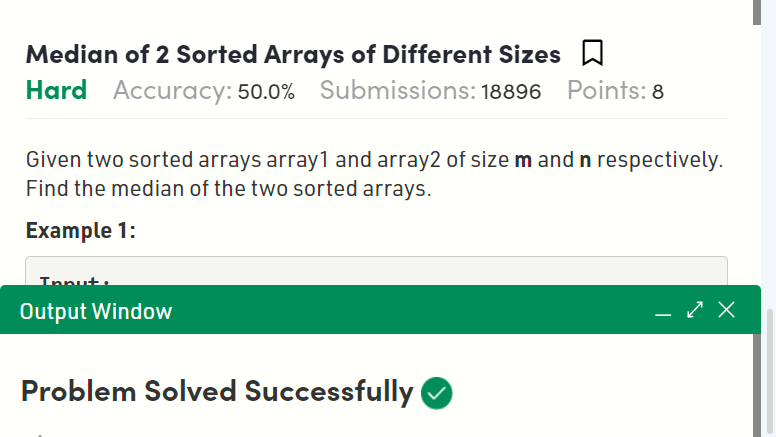 Median of 2 Sorted Arrays of Different Sizes
Hard Accuracy: 50.0% Submissions: 18896 Points: 8
Given two sorted arrays array1 and array2 of size m and n respectively.
Find the median of the two sorted arrays.
Example 1:
Input:
Output Window
Problem Solved Successfully